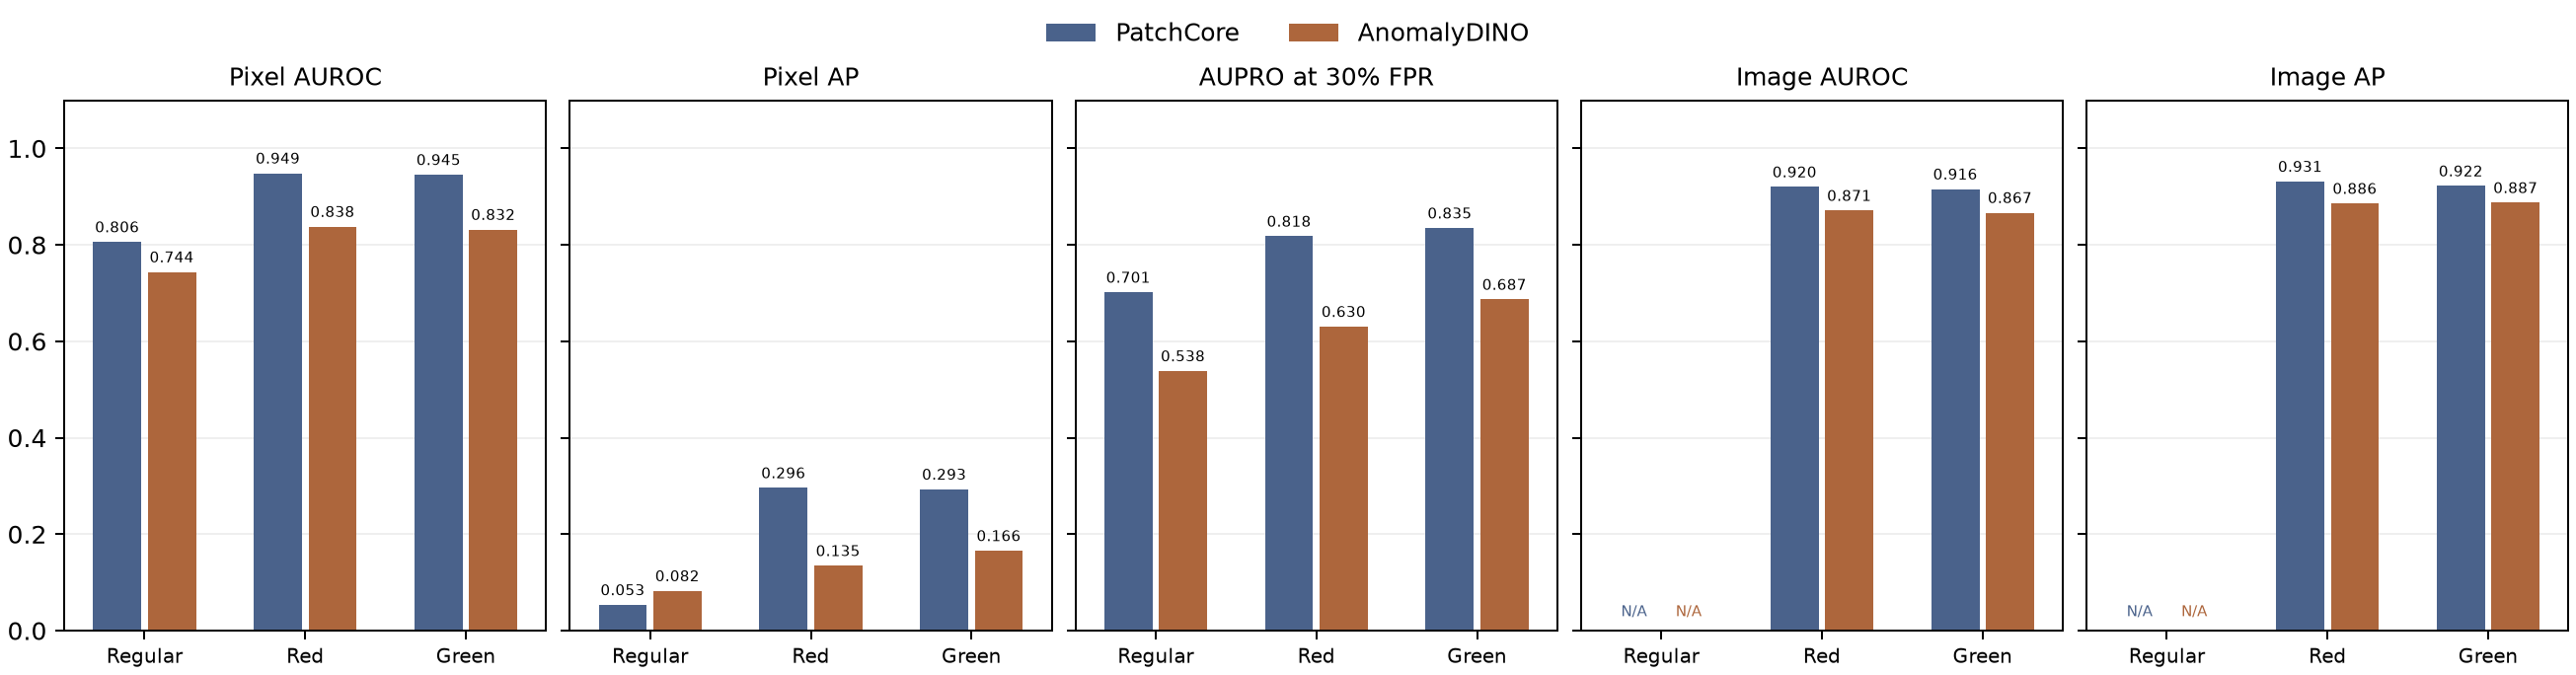 PatchCore AnomalyDINO
Pixel AUROC
1.0
0.8
0.6
0.4
0.2
0.0
0.806
0.744
0.949
0.838
0.945
0.832
Regular Red Green
Pixel AP
0.053
0.082
0.296
0.135
0.293
0.166
Regular Red Green
AUPRO at 30% FPR
0.701
0.538
0.818
0.630
0.835
0.687
Regular Red Green
Image AUROC
N/A N/A
0.920
0.871
0.916
0.867
Regular Red Green
Image AP
N/A N/A
0.931
0.886
0.922
0.887
Regular Red Green